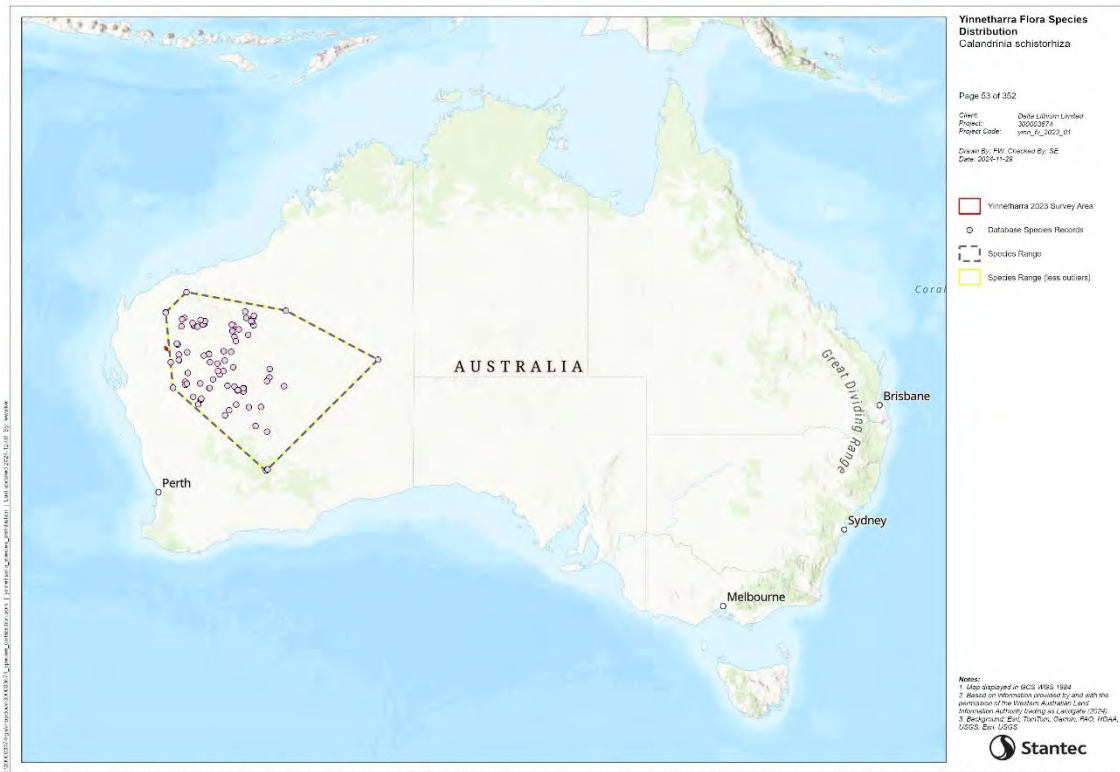 Yinnetharra Flora Species
Distribution
Calandrinia schistorhiza
Page 53 of 352
Client: Delta Lithium Limited
Project: 300003674
Project Code:
Drawn By: FW, Checked By: SE
Date: 2024-11-29
Yinnetharra 2023 Survey Area
Database Species Records
Species Range
Species Range (less outliers)
Coral
AUSTRALIA
Great Dividing Range
Brisbane
Perth
Sydney
Melbourne
Notes:
1. Map displayed in GCS WGS 1984
2. Based on information provided by and with the
permission of the Western Australian Land
Information Authority trading as Landgate (2024).
3. Background: Esri, TomTom, Garmin, FAO, NOAA,
USGS, Esri, USGS
Stantec